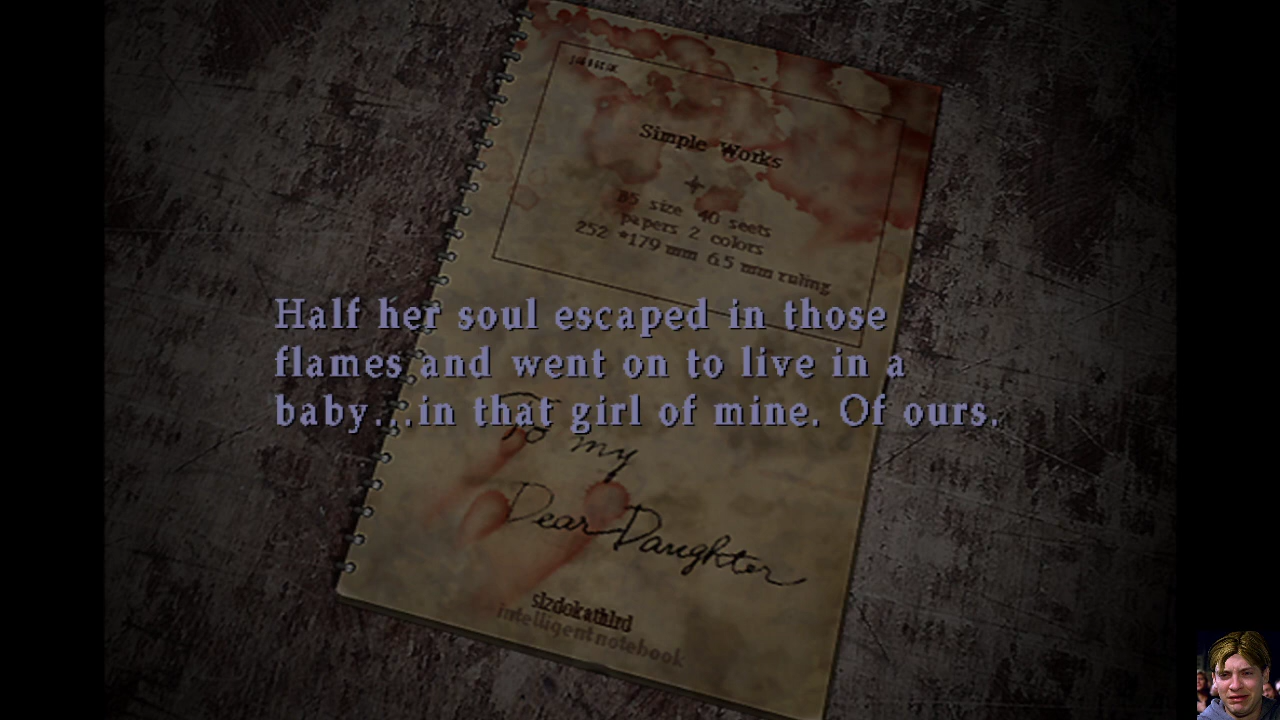 Simple Works
B5 size 40 seets
papers 2 colors
252 *179 mm 6.5 mm ruling
Half her soul escaped in those
flames and went on to live in a
baby...in that girl of mine. Of ours.
To my
Dear Daughter
intelligent notebook